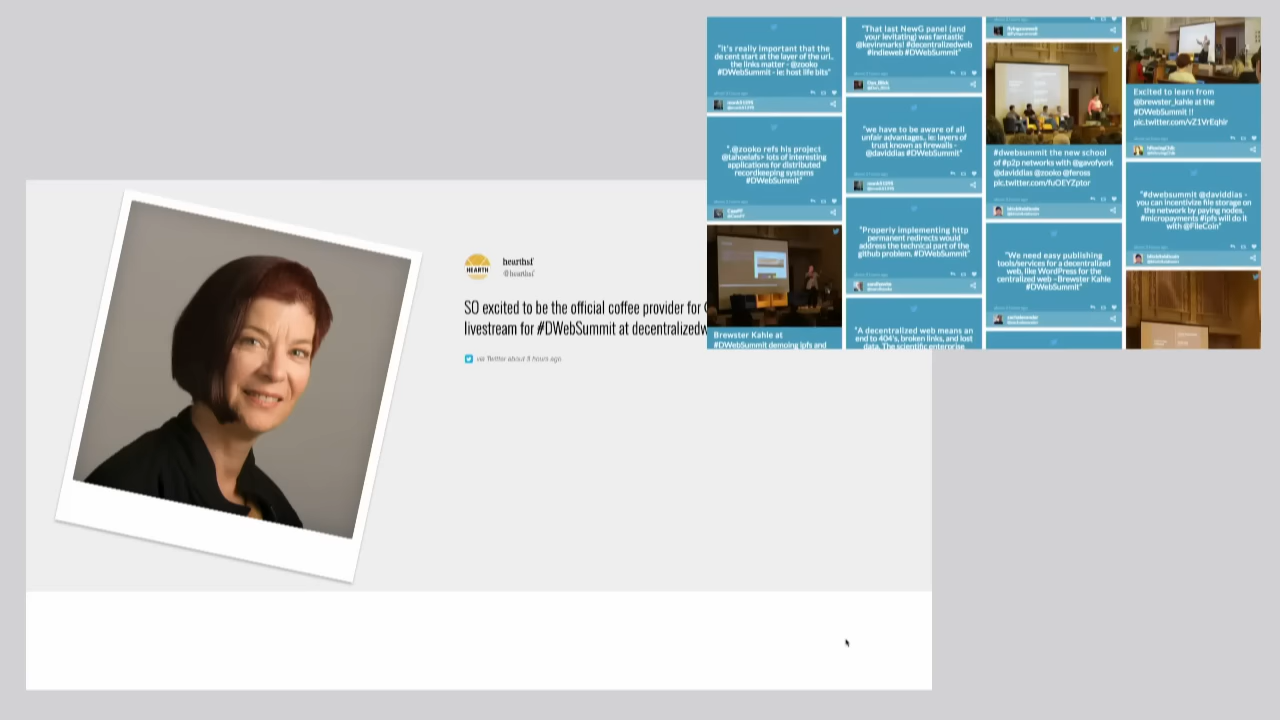 HEARTH
hearthsf
@hearthsf
SO excited to be the official coffee provider for
livestream for #DWebSummit at decentralizedw
via Twitter about 8 hours ago
"it's really important that the
de cent start at the layer of the url..
the links matter - @zooko
#DWebSummit - ie: host life bits"
".@zooko refs his project
@tahoelafs> lots of interesting
applications for distributed
recordkeeping systems
#DWebSummit"
Brewster Kahle at
#DWebSummit demoing ipfs and
"That last NewG panel (and
your levitating) was fantastic
@kevinmarks! #decentralizedweb
#indieweb #DWebSummit"
"we have to be aware of all
unfair advantages.. ie: layers of
trust known as firewalls -
@daviddias #DWebSummit"
"Properly implementing http
permanent redirects would
address the technical part of the
github problem. #DWebSummit"
"A decentralized web means an
end to 404's, broken links, and lost
data. The scientific enterprise
#dwebsummit the new school
of #p2p networks with @gavofyork
@daviddias @zooko @feross
pic.twitter.com/fuOEYZptor
"We need easy publishing
tools/services for a decentralized
web, like WordPress for the
centralized web -Brewster Kahle
#DWebSummit"
Excited to learn from
@brewster_kahle at the
#DWebSummit !!
pic.twitter.com/vZ1VrEqhir
"#dwebsummit @daviddias -
you can incentivize file storage on
the network by paying nodes.
#micropayments #ipfs will do it
with @FileCoin"